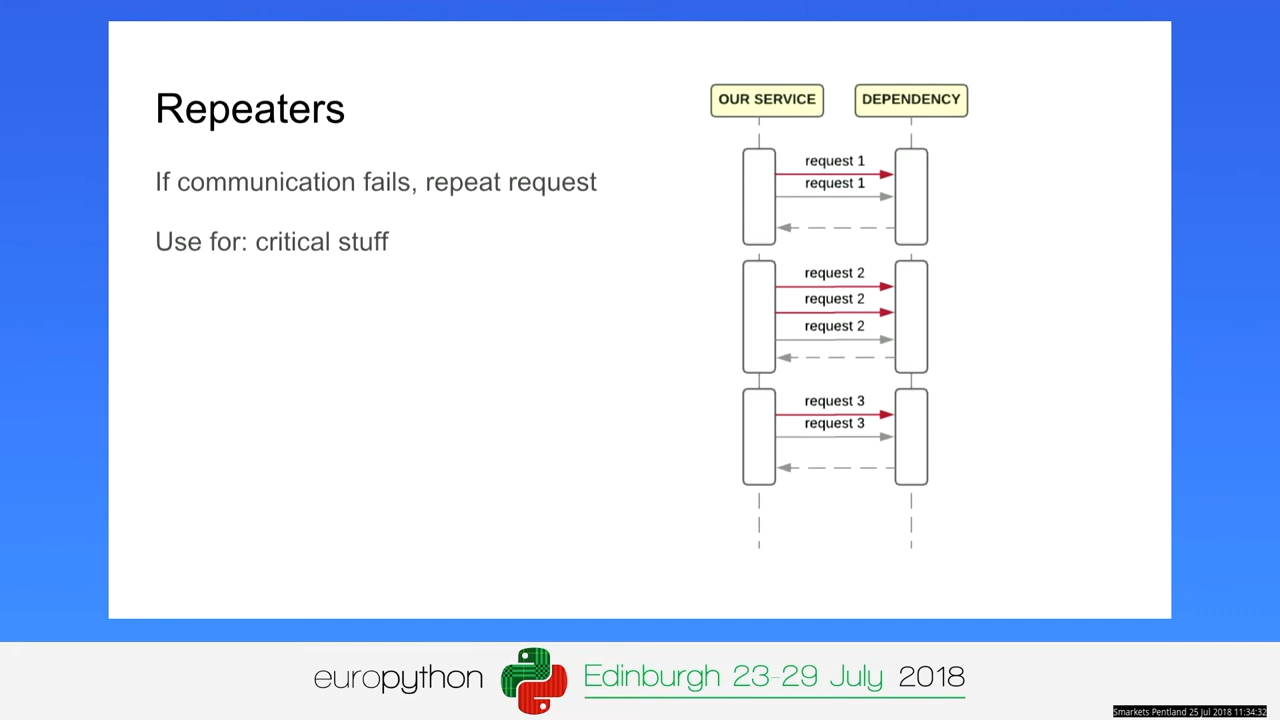 Repeaters
If communication fails, repeat request
Use for: critical stuff
OUR SERVICE
DEPENDENCY
request 1
request 1
request 2
request 2
request 2
request 3
request 3
europython
Edinburgh 23-29 July 2018
Smarkets Pentland 25 Jul 2018 11:34:32